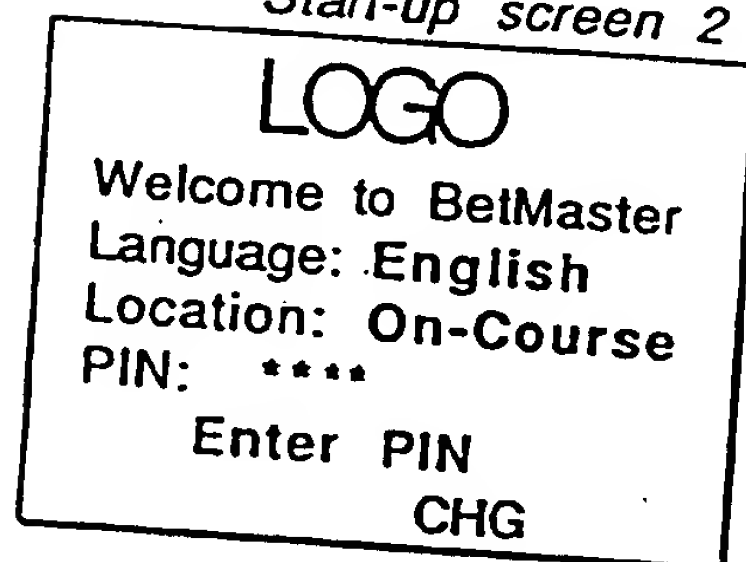 Start-up screen 2
LOGO
Welcome to BetMaster
Language: English
Location: On-Course
PIN: ****
Enter PIN
CHG